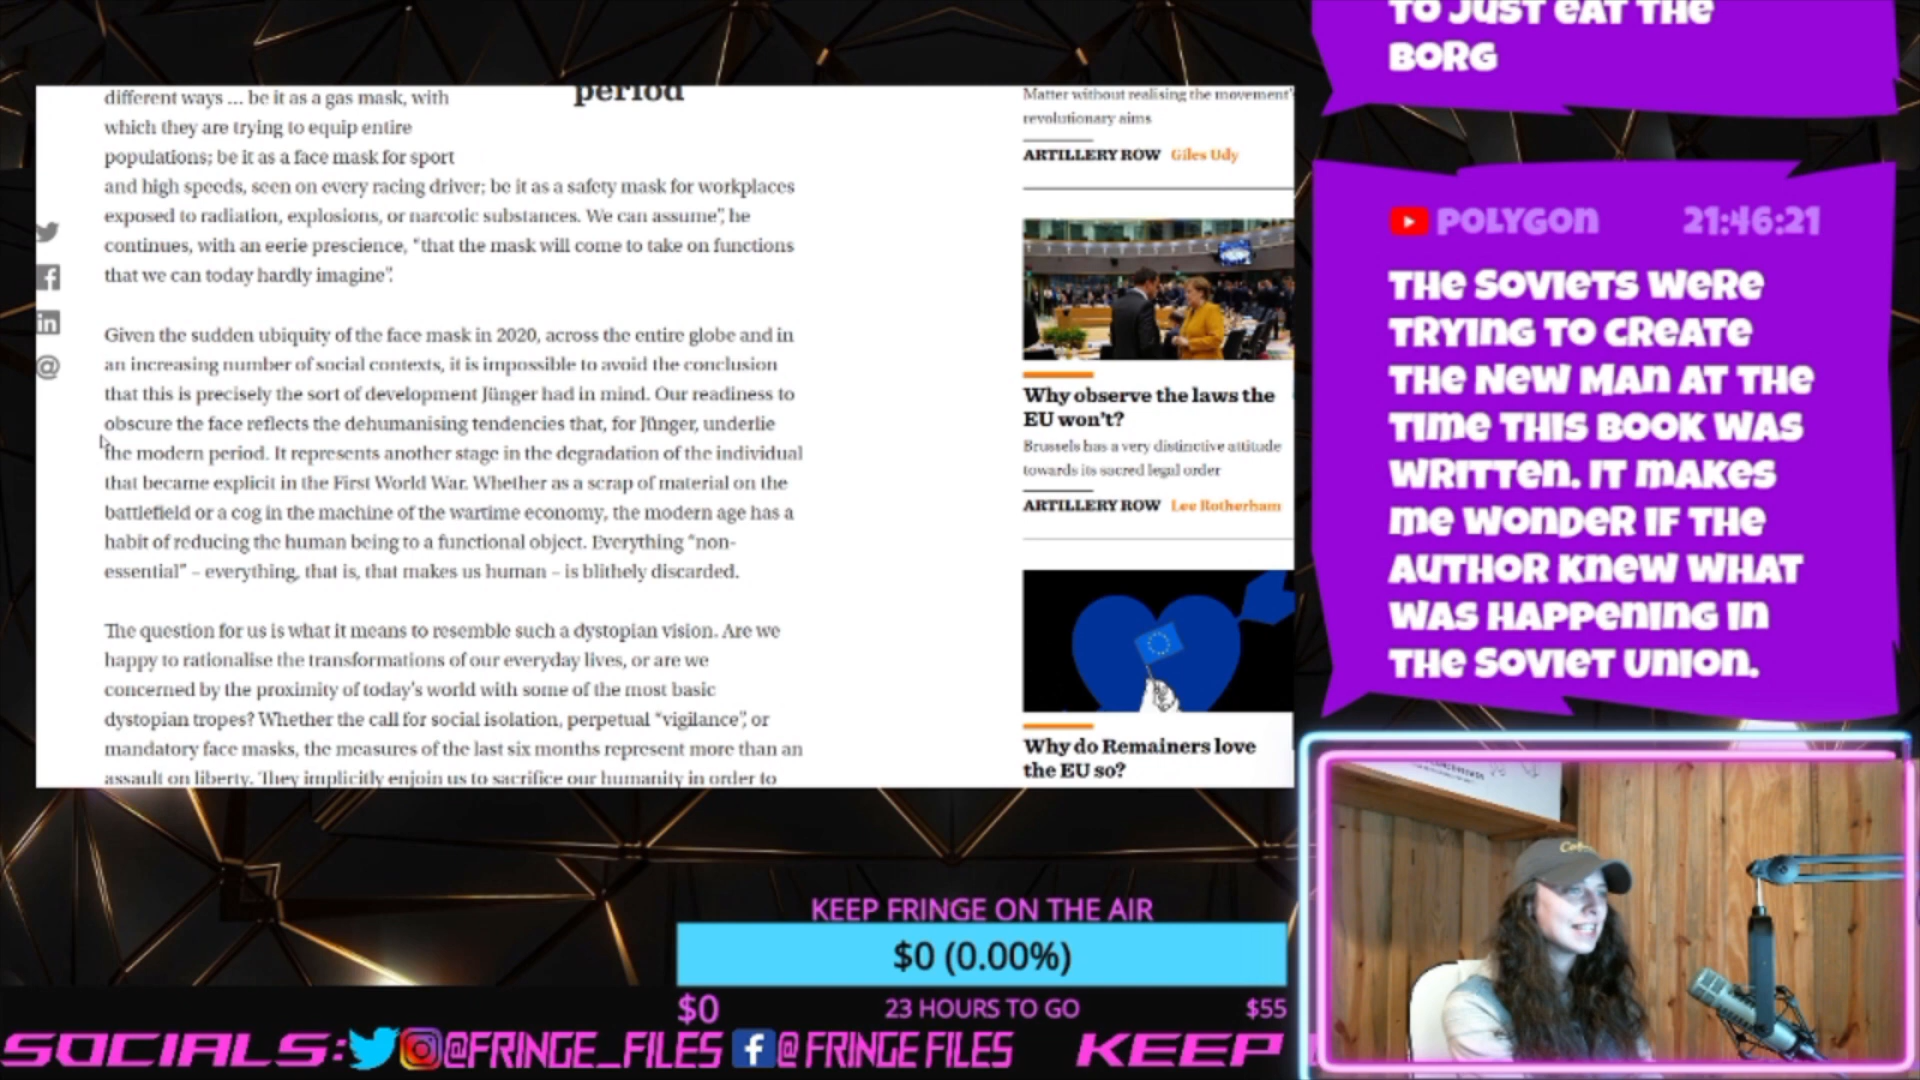 different ways ... be it as a gas mask, with
which they are trying to equip entire
populations; be it as a face mask for sport
and high speeds, seen on every racing driver; be it as a safety mask for workplaces
exposed to radiation, explosions, or narcotic substances. We can assume”, he
continues, with an eerie prescience, “that the mask will come to take on functions
that we can today hardly imagine”.
Given the sudden ubiquity of the face mask in 2020, across the entire globe and in
an increasing number of social contexts, it is impossible to avoid the conclusion
that this is precisely the sort of development Jünger had in mind. Our readiness to
obscure the face reflects the dehumanising tendencies that, for Jünger, underlie
the modern period. It represents another stage in the degradation of the individual
that became explicit in the First World War. Whether as a scrap of material on the
battlefield or a cog in the machine of the wartime economy, the modern age has a
habit of reducing the human being to a functional object. Everything “non-
essential” – everything, that is, that makes us human – is blithely discarded.
The question for us is what it means to resemble such a dystopian vision. Are we
happy to rationalise the transformations of our everyday lives, or are we
concerned by the proximity of today’s world with some of the most basic
dystopian tropes? Whether the call for social isolation, perpetual “vigilance”, or
mandatory face masks, the measures of the last six months represent more than an
assault on liberty. They implicitly enjoin us to sacrifice our humanity in order to
period
Matter without realising the movement’
revolutionary aims
ARTILLERY ROW Giles Udy
Why observe the laws the
EU won’t?
Brussels has a very distinctive attitude
towards its sacred legal order
ARTILLERY ROW Lee Rotherham
Why do Remainers love
the EU so?
TO JUST EAT THE
BORG
POLYGON 21:46:21
THE SOVIETS WERE
TRYING TO CREATE
THE NEW MAN AT THE
TIME THIS BOOK WAS
WRITTEN. IT MAKES
ME WONDER IF THE
AUTHOR KNEW WHAT
WAS HAPPENING IN
THE SOVIET UNION.
KEEP FRINGE ON THE AIR
$0 (0.00%)
$0 23 HOURS TO GO $55
SOCIALS: @FRINGE_FILES @FRINGE FILES KEEP